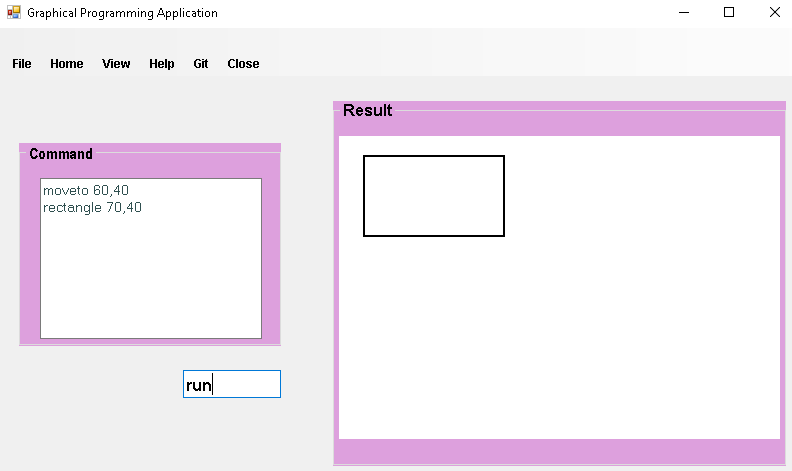 Graphical Programming Application
File Home View Help Git Close
Result
Command
moveto 60,40
rectangle 70,40
run